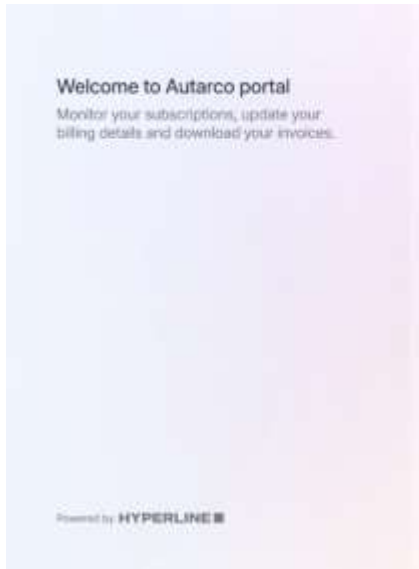 Welcome to Autarco portal
Monitor your subscriptions, update your
billing details and download your invoices.
Powered by HYPERLINE